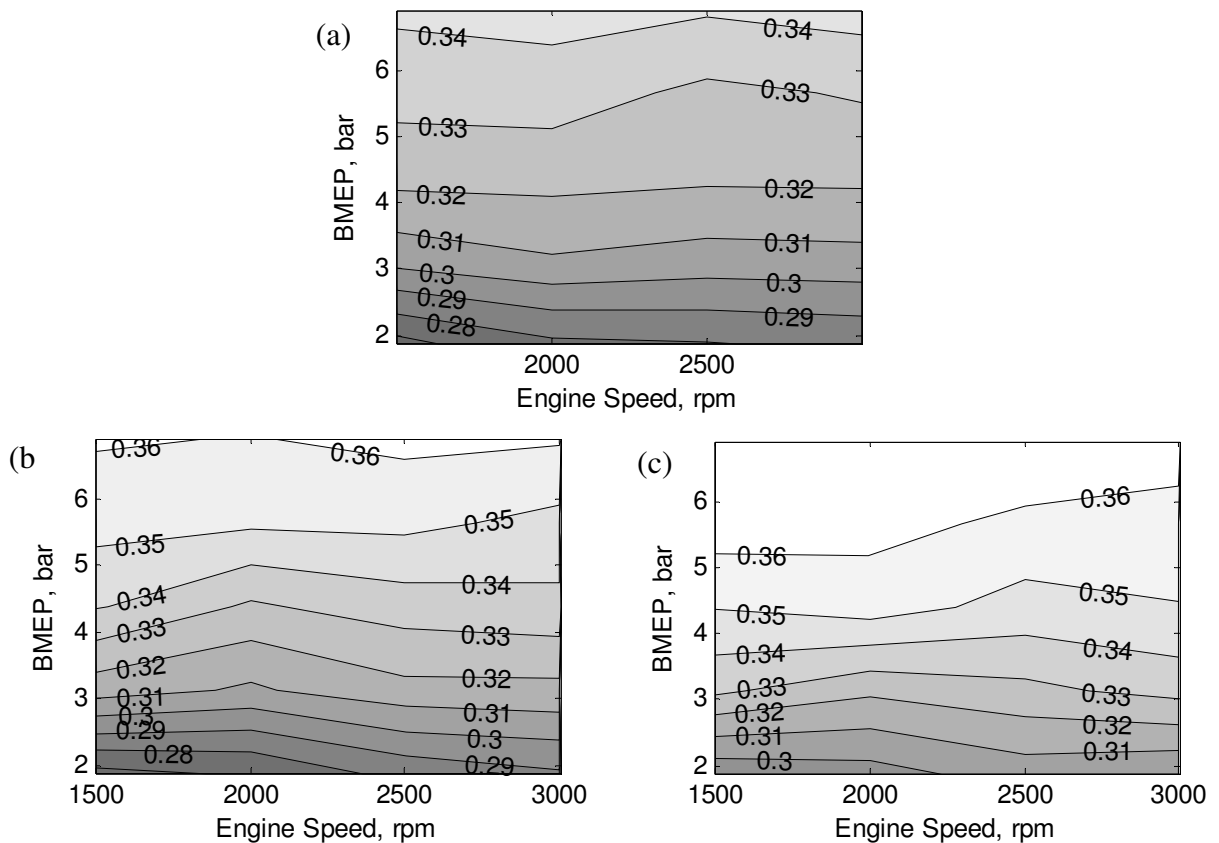 (a)
0.34 0.34
6
0.33
5 0.33
BMEP, bar
4 0.32 0.32
0.31 0.31
3 0.3 0.3
0.29 0.29
2 0.28
2000 2500
Engine Speed, rpm
(b
0.36 0.36
6
0.35 0.35
5
BMEP, bar
0.34 0.34
4 0.33 0.33
0.32 0.32
3 0.31 0.31
0.3 0.3
0.29 0.29
2 0.28
1500 2000 2500 3000
Engine Speed, rpm
(c)
6 0.36
5 0.36
BMEP, bar
0.35 0.35
4
0.34 0.34
3 0.33 0.33
0.32 0.32
0.31 0.31
2 0.3
1500 2000 2500 3000
Engine Speed, rpm